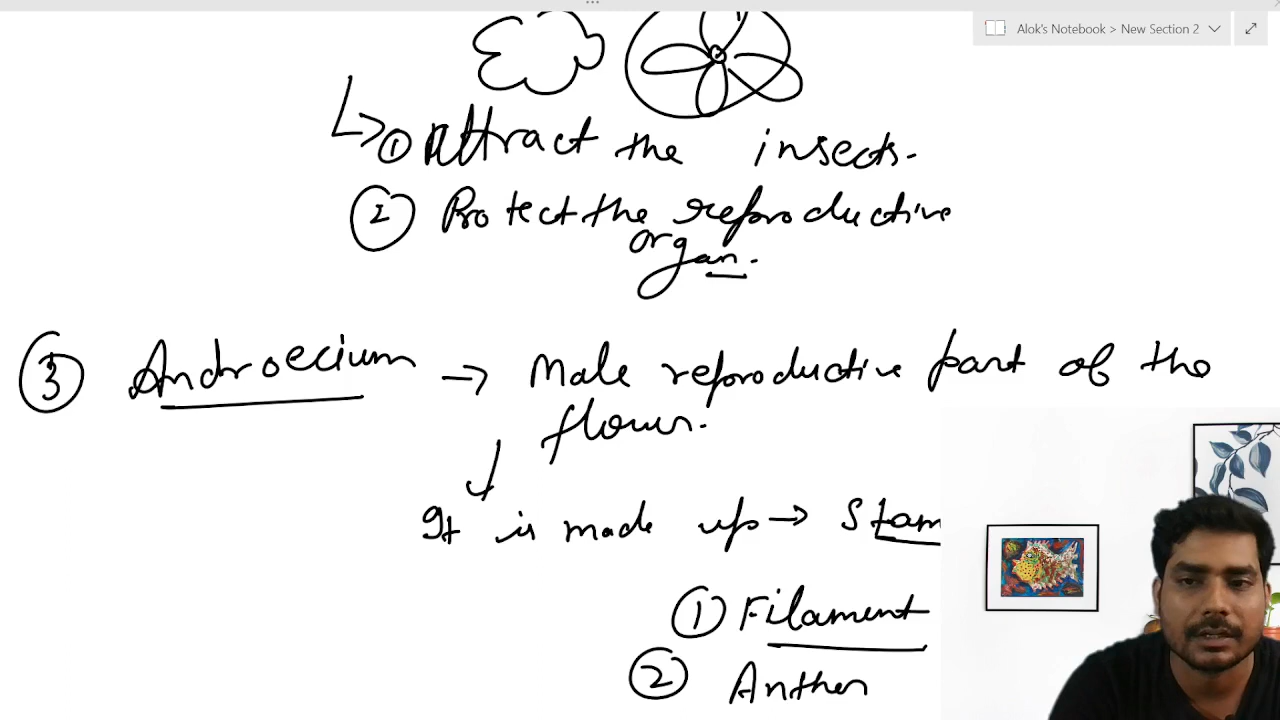 Alok's Notebook > New Section 2
① Attract the insects.
② Protect the reproductive
organ.
③ Androecium → Male reproductive part of the
flower.
It is made up → Stam
① Filament
② Anther